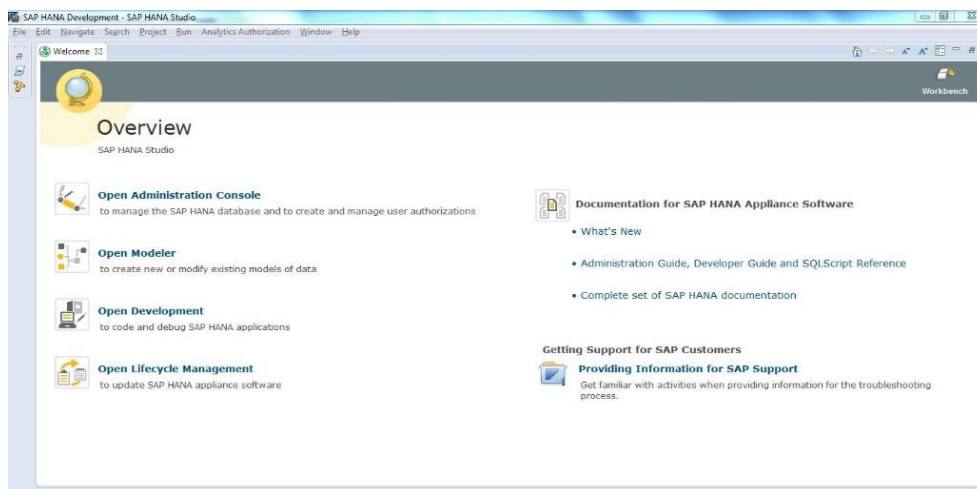 SAP HANA Development - SAP HANA Studio
File Edit Navigate Search Project Run Analytics Authorization Window Help
Welcome
Workbench
Overview
SAP HANA Studio
Open Administration Console
to manage the SAP HANA database and to create and manage user authorizations
Open Modeler
to create new or modify existing models of data
Open Development
to code and debug SAP HANA applications
Open Lifecycle Management
to update SAP HANA appliance software
Documentation for SAP HANA Appliance Software
• What's New
• Administration Guide, Developer Guide and SQLScript Reference
• Complete set of SAP HANA documentation
Getting Support for SAP Customers
Providing Information for SAP Support
Get familiar with activities when providing information for the troubleshooting
process.